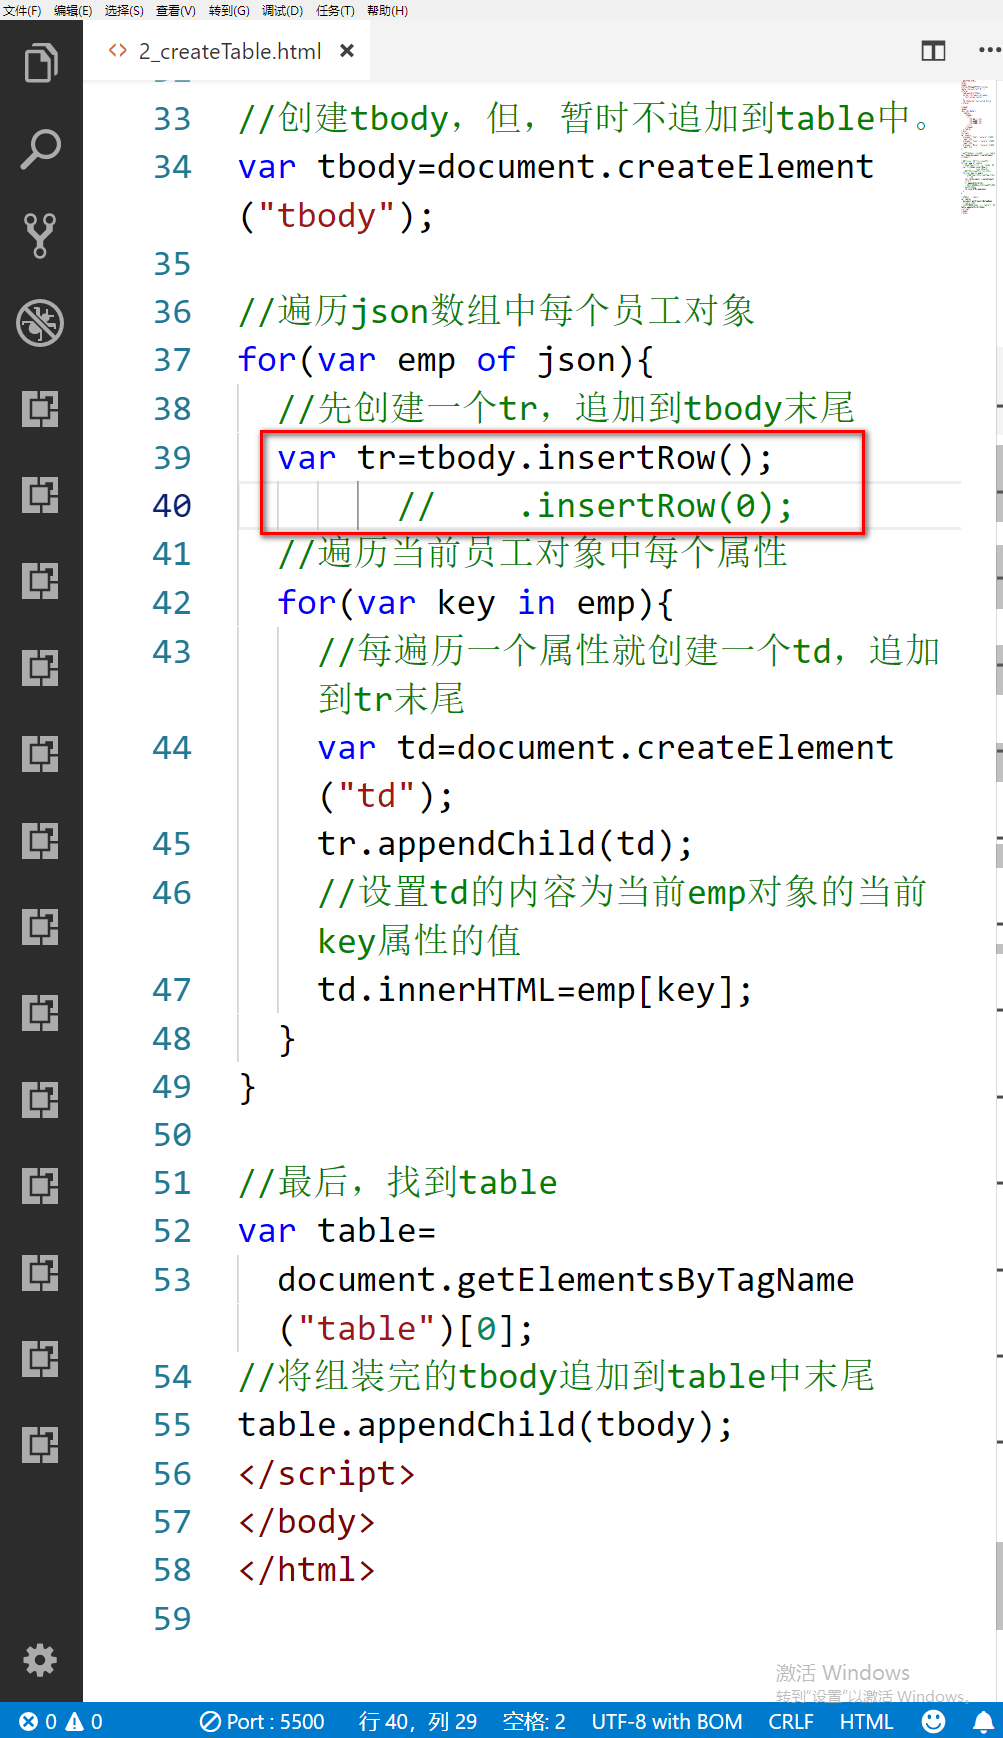 文件(F) 编辑(E) 选择(S) 查看(V) 转到(G) 调试(D) 任务(T) 帮助(H)
<> 2_createTable.html ×
33 //创建tbody，但，暂时不追加到table中。
34 var tbody=document.createElement
("tbody");
35
36 //遍历json数组中每个员工对象
37 for(var emp of json){
38 //先创建一个tr，追加到tbody末尾
39 var tr=tbody.insertRow();
40 // .insertRow(0);
41 //遍历当前员工对象中每个属性
42 for(var key in emp){
43 //每遍历一个属性就创建一个td，追加
到tr末尾
44 var td=document.createElement
("td");
45 tr.appendChild(td);
46 //设置td的内容为当前emp对象的当前
key属性的值
47 td.innerHTML=emp[key];
48 }
49 }
50
51 //最后，找到table
52 var table=
53 document.getElementsByTagName
("table")[0];
54 //将组装完的tbody追加到table中末尾
55 table.appendChild(tbody);
56 </script>
57 </body>
58 </html>
59
激活 Windows
转到"设置"以激活 Windows。
0 0 Port : 5500 行 40，列 29 空格: 2 UTF-8 with BOM CRLF HTML